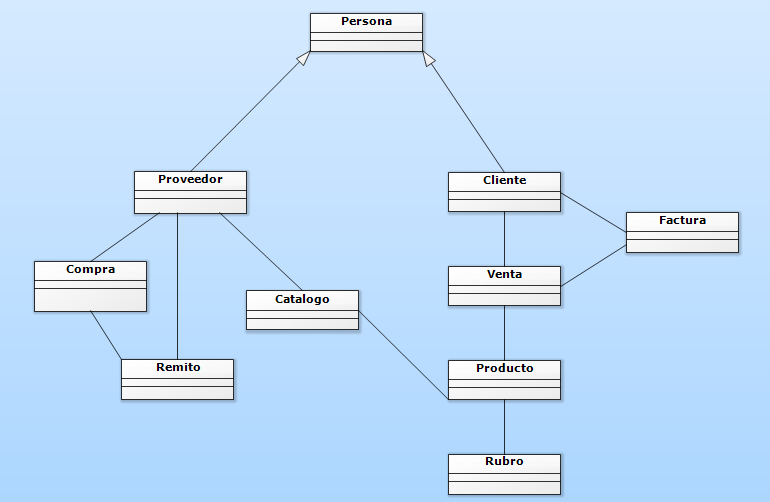 Persona
Proveedor
Cliente
Factura
Compra
Venta
Catalogo
Remito
Producto
Rubro